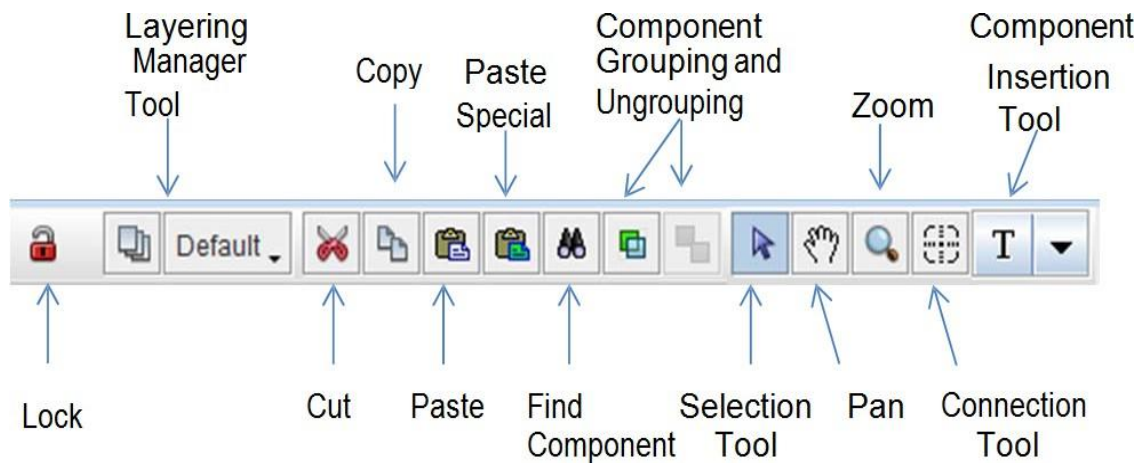 Layering
Manager
Tool
Copy
Paste
Special
Component
Grouping and
Ungrouping
Zoom
Component
Insertion
Tool
Default
T
Lock
Cut
Paste
Find
Component
Selection
Tool
Pan
Connection
Tool